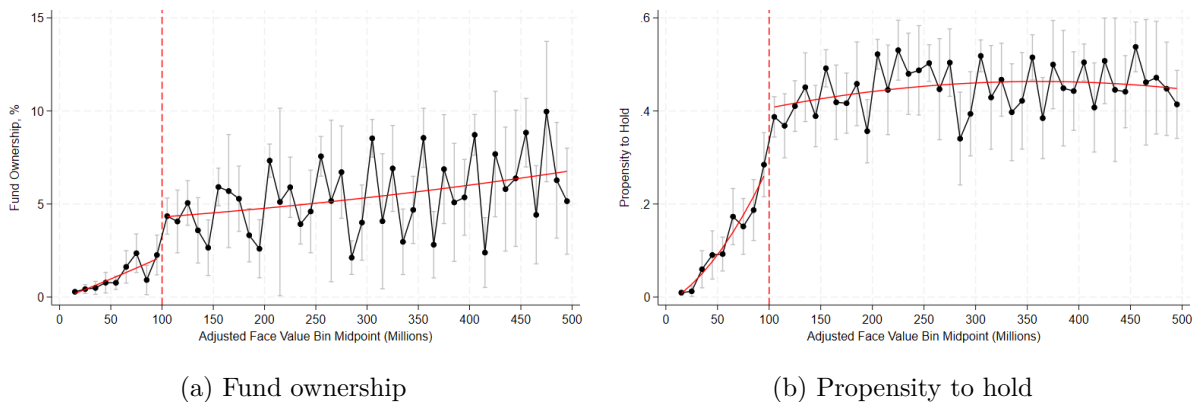 15
10
5
0
Fund Ownership, %
0 50 100 150 200 250 300 350 400 450 500
Adjusted Face Value Bin Midpoint (Millions)
(a) Fund ownership
.6
.4
.2
0
Propensity to Hold
0 50 100 150 200 250 300 350 400 450 500
Adjusted Face Value Bin Midpoint (Millions)
(b) Propensity to hold